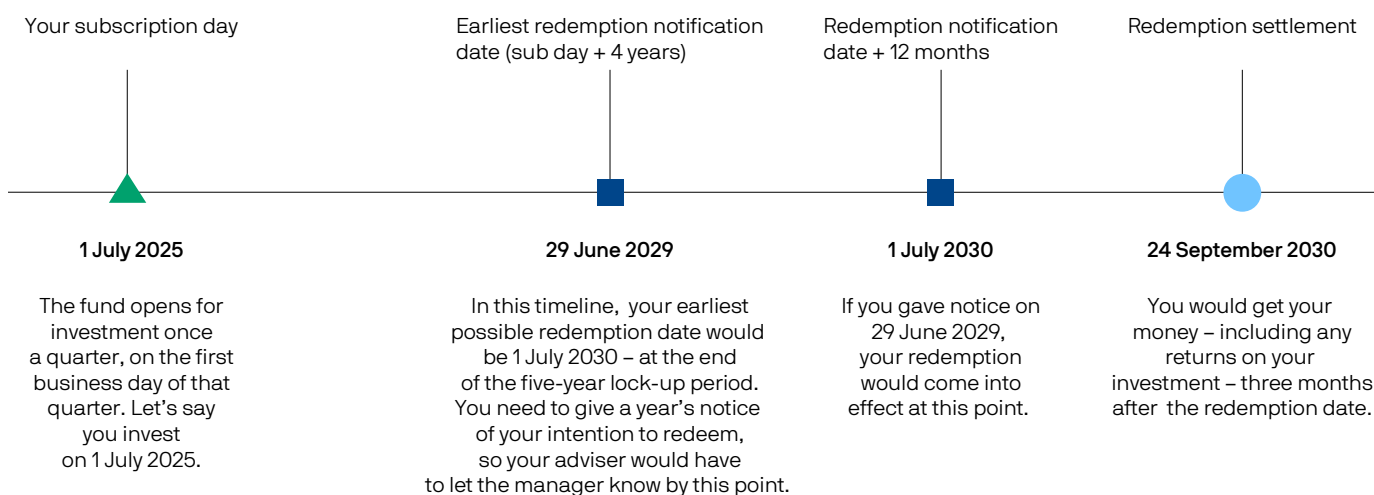 Your subscription day
Earliest redemption notification
date (sub day + 4 years)
Redemption notification
date + 12 months
Redemption settlement
1 July 2025
The fund opens for
investment once
a quarter, on the first
business day of that
quarter. Let's say
you invest
on 1 July 2025.
29 June 2029
In this timeline, your earliest
possible redemption date would
be 1 July 2030 – at the end
of the five-year lock-up period.
You need to give a year's notice
of your intention to redeem,
so your adviser would have
to let the manager know by this point.
1 July 2030
If you gave notice on
29 June 2029,
your redemption
would come into
effect at this point.
24 September 2030
You would get your
money – including any
returns on your
investment – three months
after the redemption date.